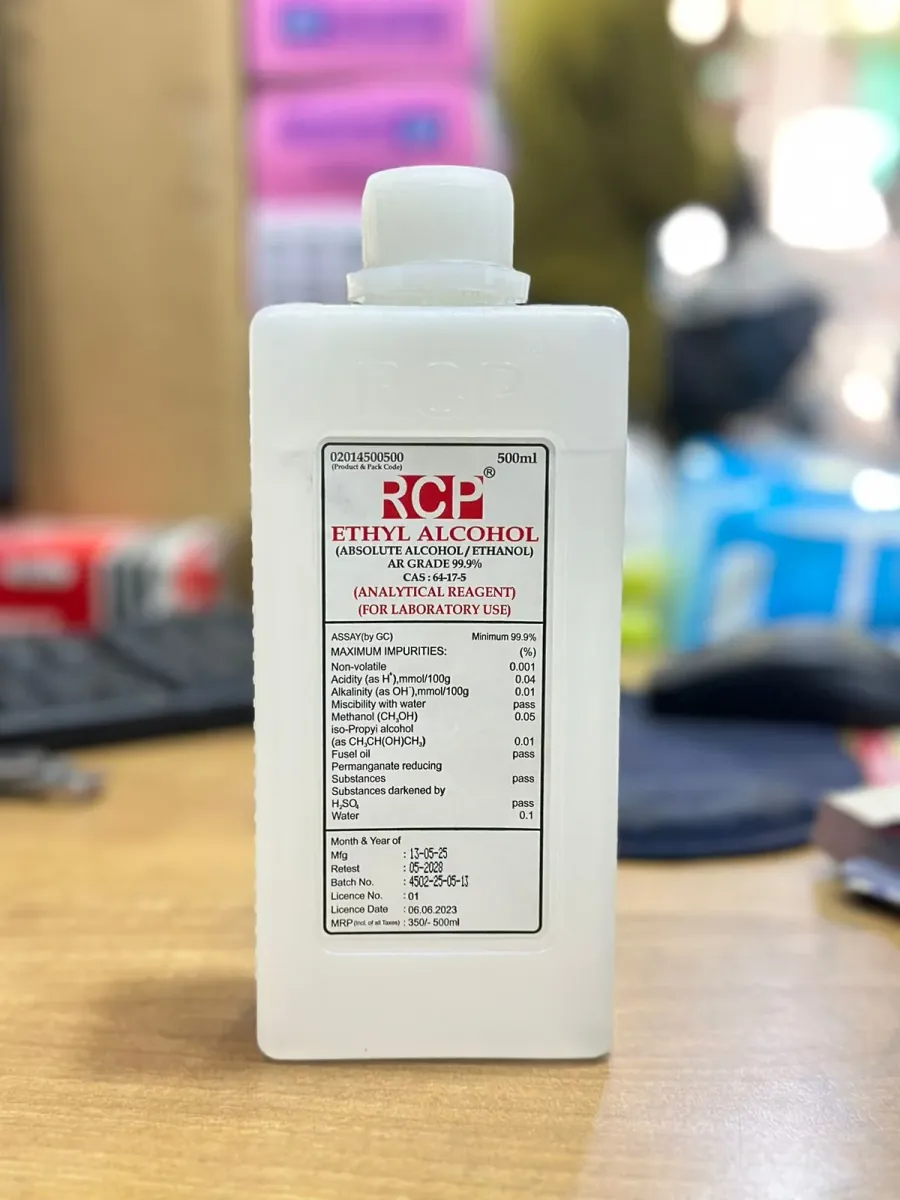 RCP
02014500500 500ml
(Product & Pack Code)
RCP®
ETHYL ALCOHOL
(ABSOLUTE ALCOHOL / ETHANOL)
AR GRADE 99.9%
CAS : 64-17-5
(ANALYTICAL REAGENT)
(FOR LABORATORY USE)
ASSAY(by GC) Minimum 99.9%
MAXIMUM IMPURITIES: (%)
Non-volatile 0.001
Acidity (as H⁺),mmol/100g 0.04
Alkalinity (as OH⁻),mmol/100g 0.01
Miscibility with water pass
Methanol (CH₃OH) 0.05
iso-Propyi alcohol
(as CH₃CH(OH)CH₃) 0.01
Fusel oil pass
Permanganate reducing
Substances pass
Substances darkened by
H₂SO₄ pass
Water 0.1
Month & Year of
Mfg : 13-05-25
Retest : 05-2028
Batch No. : 4502-25-05-13
Licence No. : 01
Licence Date : 06.06.2023
MRP (Incl. of all Taxes) : 350/- 500ml